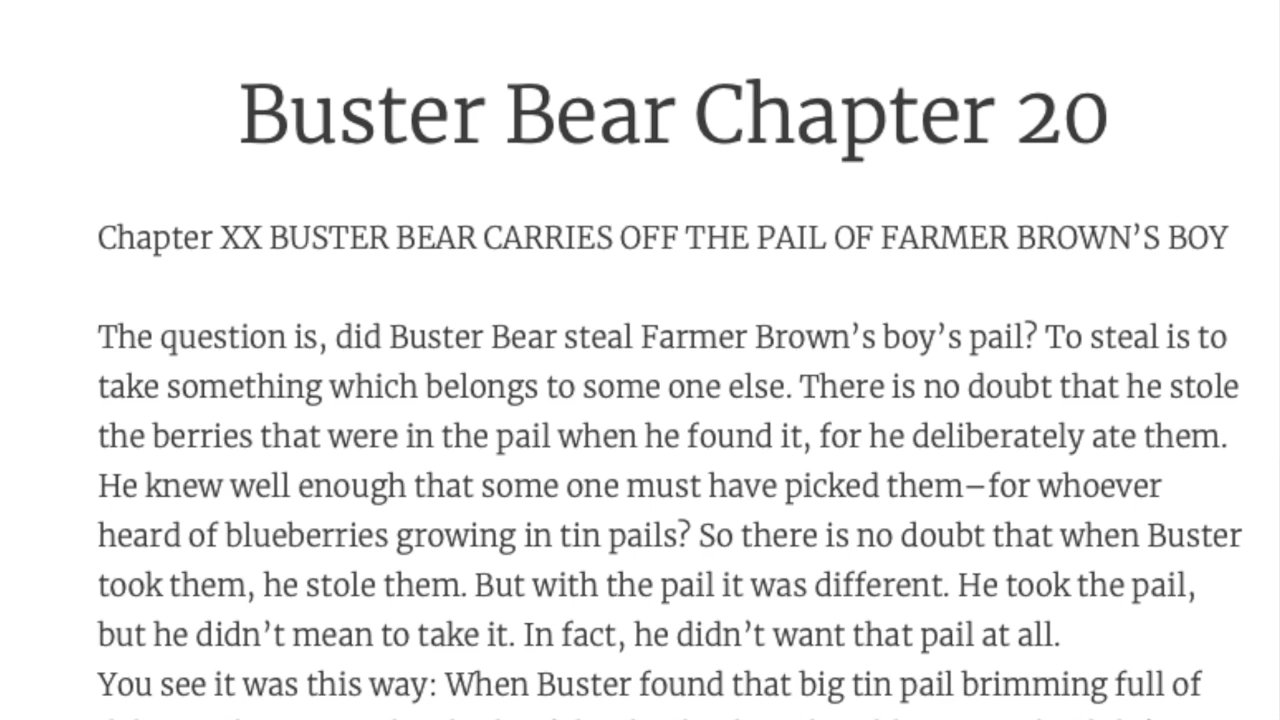 Buster Bear Chapter 20
Chapter XX BUSTER BEAR CARRIES OFF THE PAIL OF FARMER BROWN’S BOY
The question is, did Buster Bear steal Farmer Brown’s boy’s pail? To steal is to
take something which belongs to some one else. There is no doubt that he stole
the berries that were in the pail when he found it, for he deliberately ate them.
He knew well enough that some one must have picked them–for whoever
heard of blueberries growing in tin pails? So there is no doubt that when Buster
took them, he stole them. But with the pail it was different. He took the pail,
but he didn’t mean to take it. In fact, he didn’t want that pail at all.
You see it was this way: When Buster found that big tin pail brimming full of